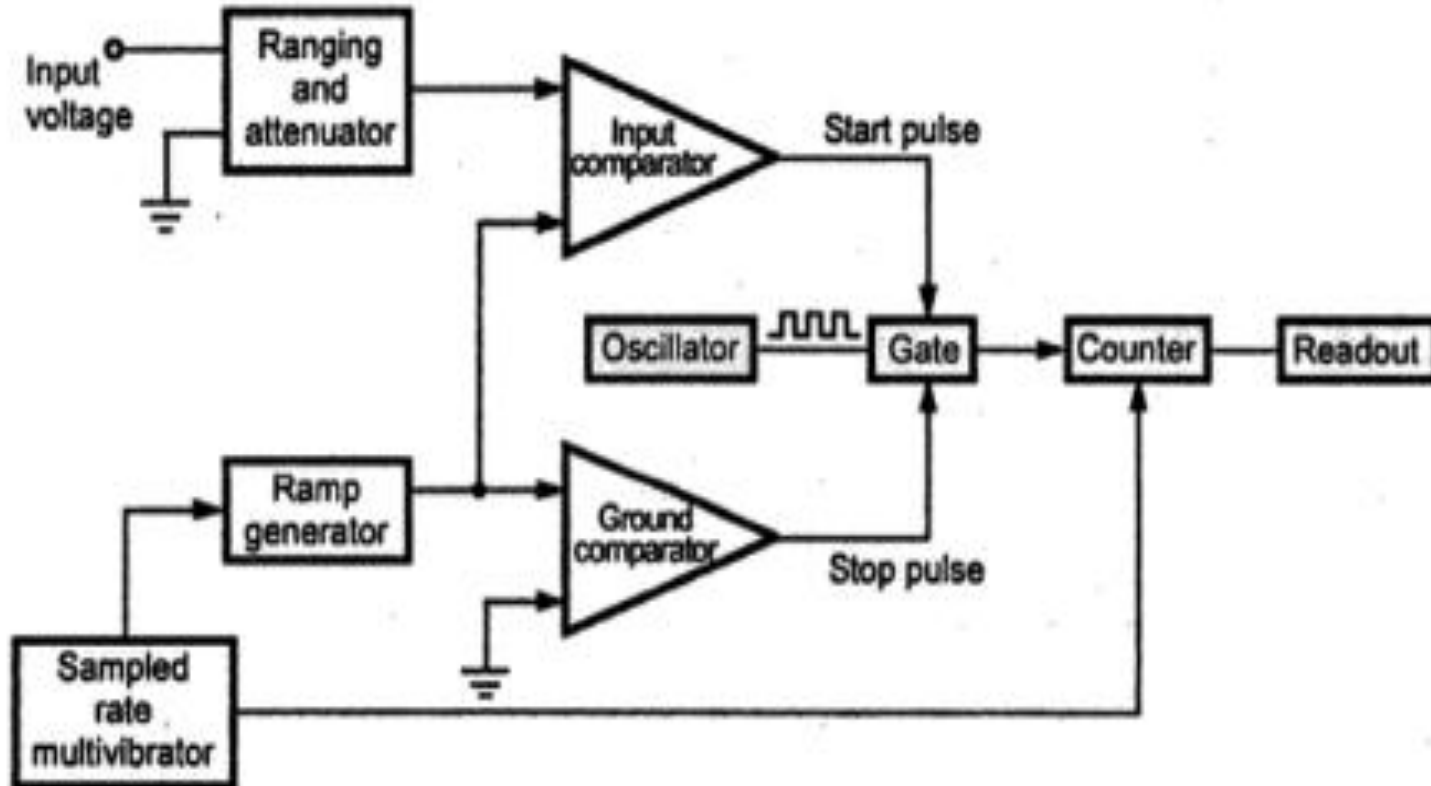 Input
voltage
Ranging
and
attenuator
Input
comparator
Start pulse
Oscillator
Gate
Counter
Readout
Ramp
generator
Ground
comparator
Stop pulse
Sampled
rate
multivibrator